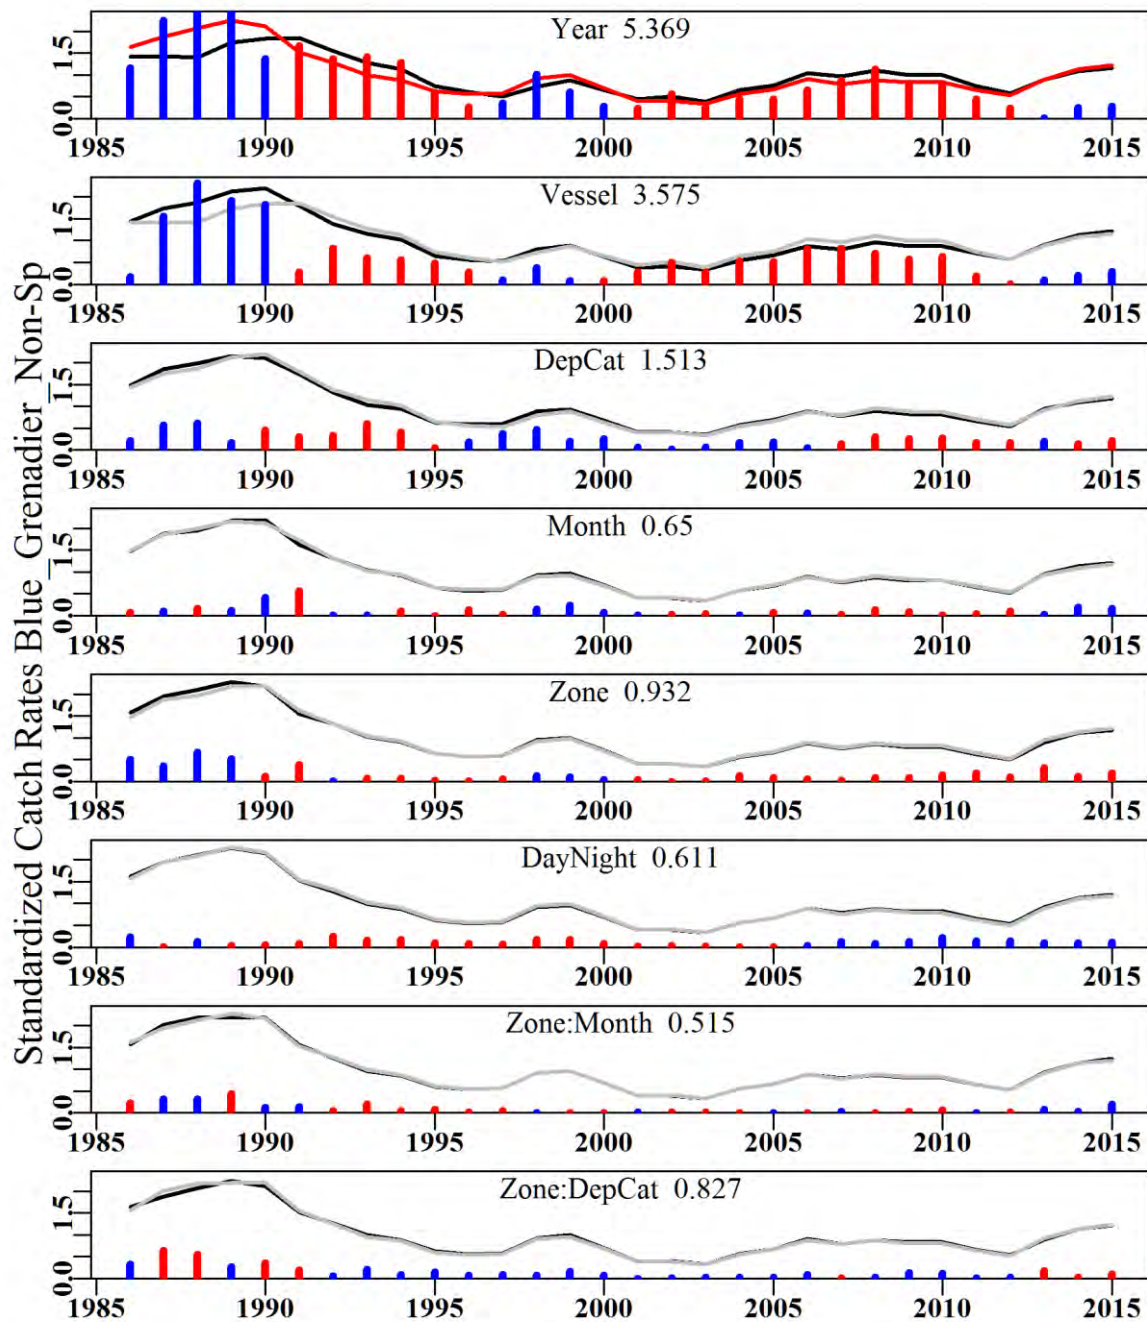 Standardized Catch Rates Blue_Grenadier_Non-Sp
Year 5.369
0.0 1.5
1985 1990 1995 2000 2005 2010 2015
Vessel 3.575
0.0 1.5
1985 1990 1995 2000 2005 2010 2015
DepCat 1.513
0.0 1.5
1985 1990 1995 2000 2005 2010 2015
Month 0.65
0.0 1.5
1985 1990 1995 2000 2005 2010 2015
Zone 0.932
0.0 1.5
1985 1990 1995 2000 2005 2010 2015
DayNight 0.611
0.0 1.5
1985 1990 1995 2000 2005 2010 2015
Zone:Month 0.515
0.0 1.5
1985 1990 1995 2000 2005 2010 2015
Zone:DepCat 0.827
0.0 1.5
1985 1990 1995 2000 2005 2010 2015